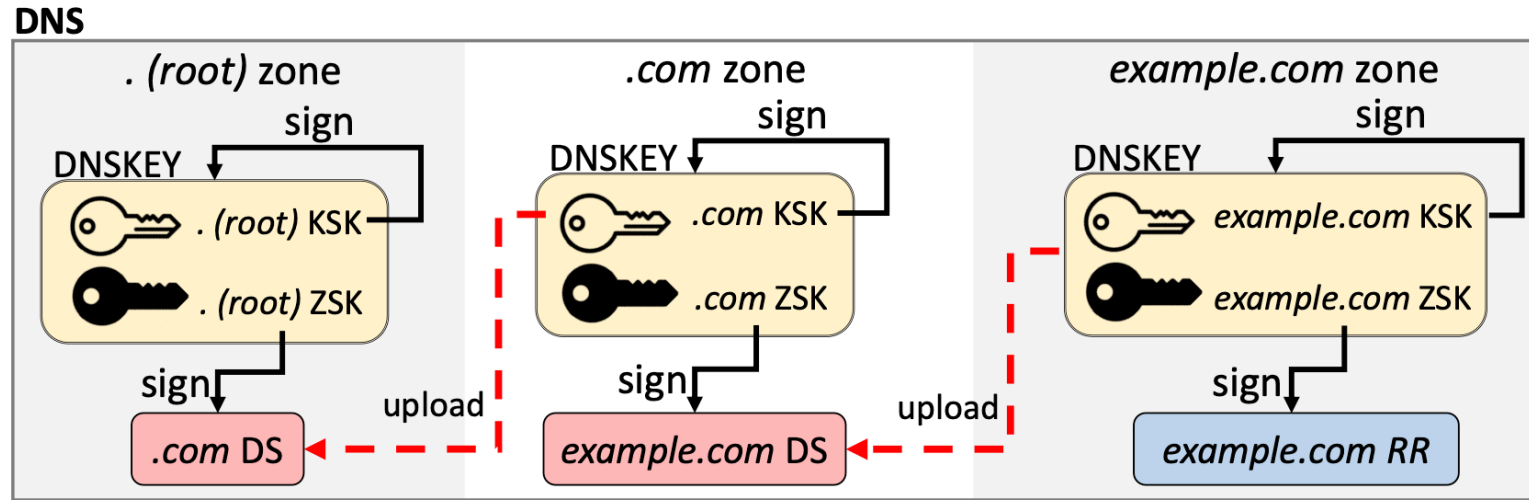 DNS
. (root) zone
sign
DNSKEY
. (root) KSK
. (root) ZSK
sign
.com DS
upload
.com zone
sign
DNSKEY
.com KSK
.com ZSK
sign
example.com DS
upload
example.com zone
sign
DNSKEY
example.com KSK
example.com ZSK
sign
example.com RR